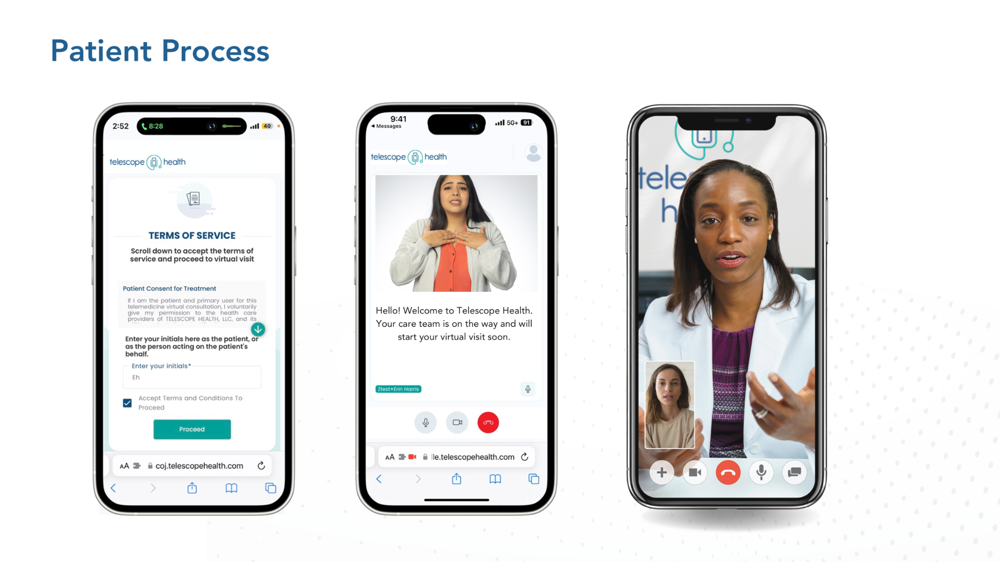 Patient Process
2:52 8:28 40
telescope health
TERMS OF SERVICE
Scroll down to accept the terms of
service and proceed to virtual visit
Patient Consent for Treatment
If I am the patient and primary user for this
telemedicine virtual consultation, I voluntarily
give my permission to the health care
providers of TELESCOPE HEALTH, LLC, and its
Enter your initials here as the patient, or
as the person acting on the patient's
behalf.
Enter your initials*
Eh
Accept Terms and Conditions To
Proceed
Proceed
AA coj.telescopehealth.com
9:41 5G+ 91
Messages
telescope health
Hello! Welcome to Telescope Health.
Your care team is on the way and will
start your virtual visit soon.
Ztest+Erin Harris
AA le.telescopehealth.com
tele
h